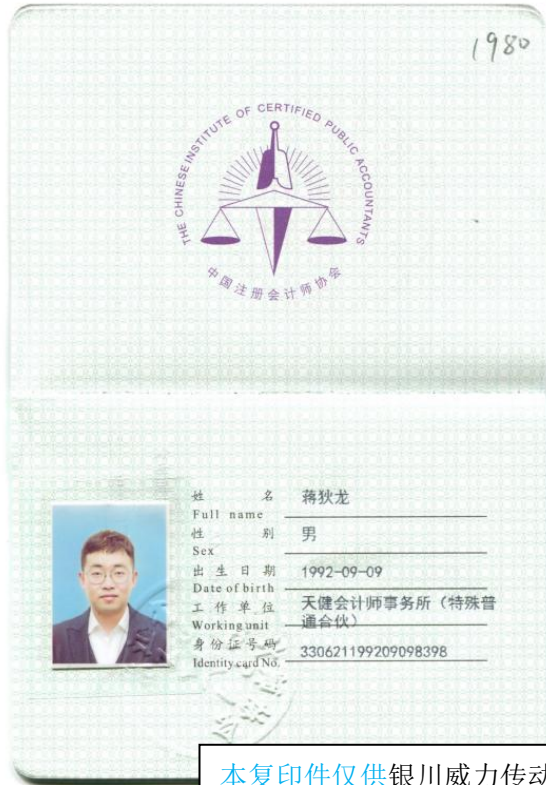 1980
THE CHINESE INSTITUTE OF CERTIFIED PUBLIC ACCOUNTANTS
中国注册会计师协会
姓 名 蒋狄龙
Full name
性 别 男
Sex
出生日期 1992-09-09
Date of birth
工作单位 天健会计师事务所（特殊普
通合伙）
Working unit
身份证号码 330621199209098398
Identity card No.
本复印件仅供银川威力传动